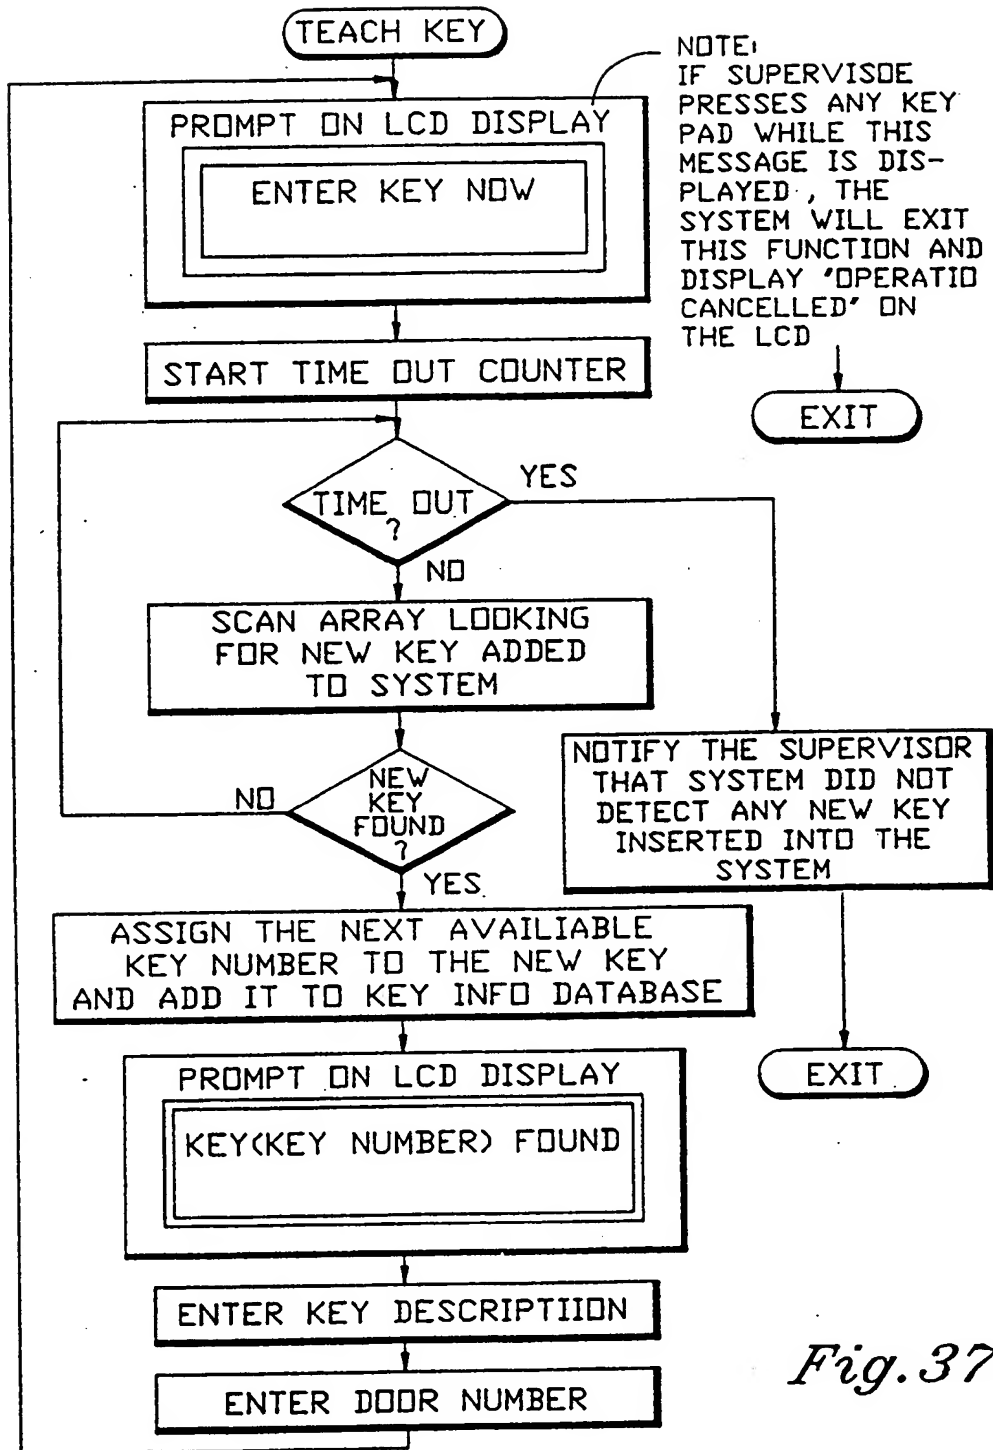 TEACH KEY
NOTE:
IF SUPERVISOE
PRESSES ANY KEY
PAD WHILE THIS
MESSAGE IS DIS-
PLAYED , THE
SYSTEM WILL EXIT
THIS FUNCTION AND
DISPLAY "OPERATIO
CANCELLED" ON
THE LCD
EXIT
PROMPT ON LCD DISPLAY
ENTER KEY NOW
START TIME OUT COUNTER
TIME OUT
?
YES
NO
SCAN ARRAY LOOKING
FOR NEW KEY ADDED
TO SYSTEM
NEW
KEY
FOUND
?
NO
YES
NOTIFY THE SUPERVISOR
THAT SYSTEM DID NOT
DETECT ANY NEW KEY
INSERTED INTO THE
SYSTEM
EXIT
ASSIGN THE NEXT AVAILIABLE
KEY NUMBER TO THE NEW KEY
AND ADD IT TO KEY INFO DATABASE
PROMPT ON LCD DISPLAY
KEY(KEY NUMBER) FOUND
ENTER KEY DESCRIPTIION
ENTER DOOR NUMBER
Fig. 37